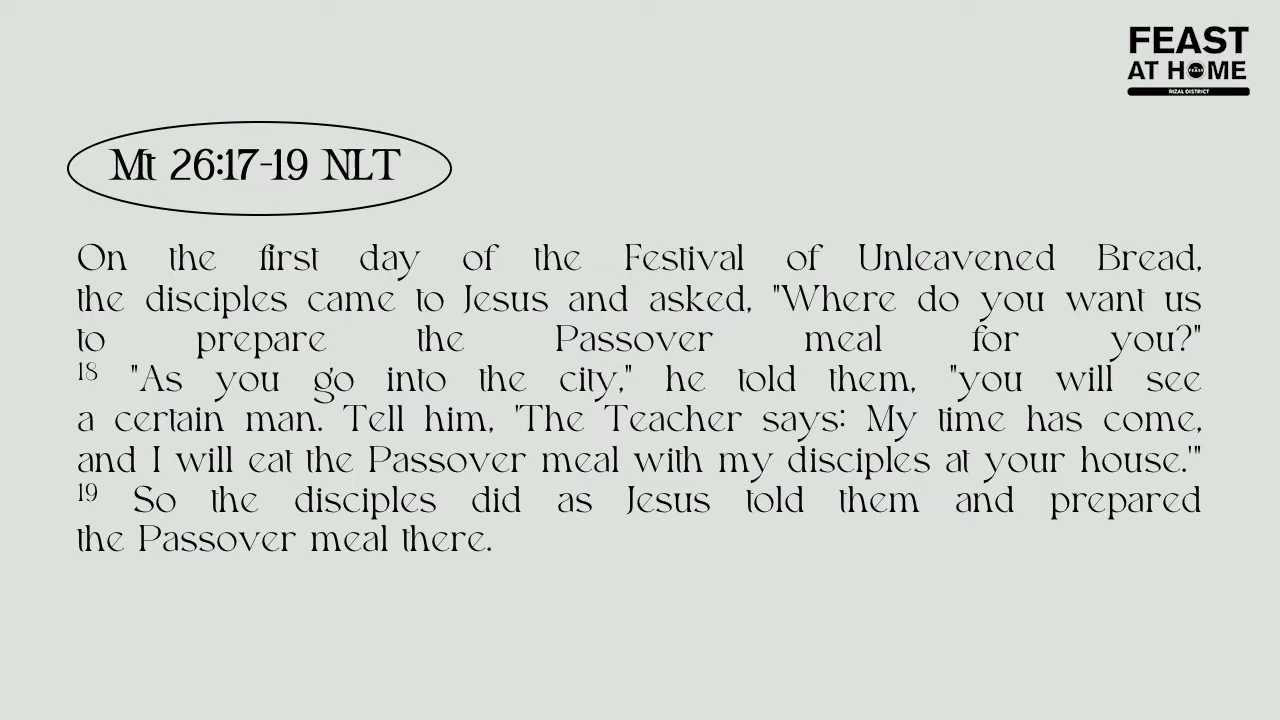 FEAST
AT HOME
RIZAL DISTRICT
Mt 26:17-19 NLT
On the first day of the Festival of Unleavened Bread,
the disciples came to Jesus and asked, "Where do you want us
to prepare the Passover meal for you?"
18 "As you go into the city," he told them, "you will see
a certain man. Tell him, 'The Teacher says: My time has come,
and I will eat the Passover meal with my disciples at your house.'"
19 So the disciples did as Jesus told them and prepared
the Passover meal there.